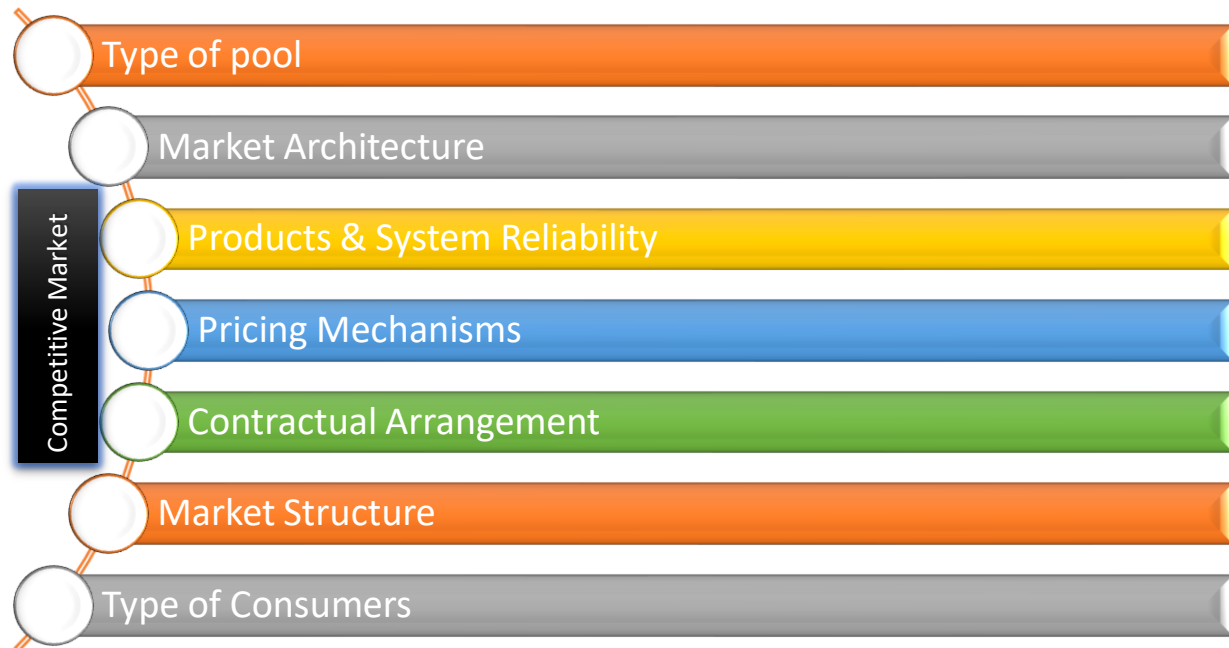 Type of pool
Market Architecture
Products & System Reliability
Competitive Market
Pricing Mechanisms
Contractual Arrangement
Market Structure
Type of Consumers